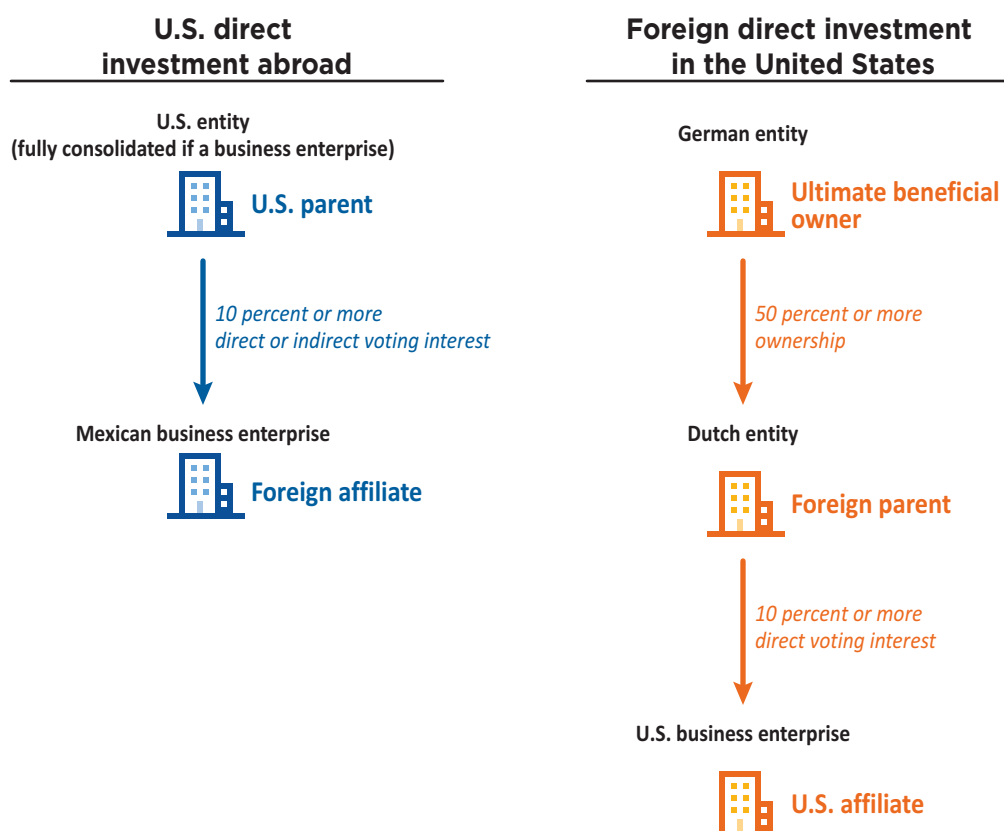 U.S. direct
investment abroad
U.S. entity
(fully consolidated if a business enterprise)
U.S. parent
10 percent or more
direct or indirect voting interest
Mexican business enterprise
Foreign affiliate
Foreign direct investment
in the United States
German entity
Ultimate beneficial
owner
50 percent or more
ownership
Dutch entity
Foreign parent
10 percent or more
direct voting interest
U.S. business enterprise
U.S. affiliate